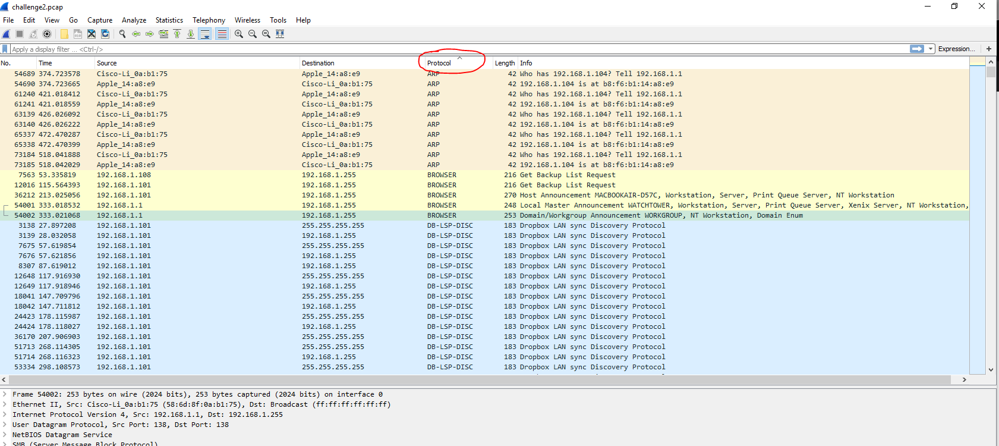 challenge2.pcap
File Edit View Go Capture Analyze Statistics Telephony Wireless Tools Help
Apply a display filter ... <Ctrl-/> Expression... +
No. Time Source Destination Protocol Length Info
54689 374.723578 Cisco-Li_0a:b1:75 Apple_14:a8:e9 ARP 42 Who has 192.168.1.104? Tell 192.168.1.1
54690 374.723665 Apple_14:a8:e9 Cisco-Li_0a:b1:75 ARP 42 192.168.1.104 is at b8:f6:b1:14:a8:e9
61240 421.018412 Cisco-Li_0a:b1:75 Apple_14:a8:e9 ARP 42 Who has 192.168.1.104? Tell 192.168.1.1
61241 421.018559 Apple_14:a8:e9 Cisco-Li_0a:b1:75 ARP 42 192.168.1.104 is at b8:f6:b1:14:a8:e9
63139 426.026092 Cisco-Li_0a:b1:75 Apple_14:a8:e9 ARP 42 Who has 192.168.1.104? Tell 192.168.1.1
63140 426.026222 Apple_14:a8:e9 Cisco-Li_0a:b1:75 ARP 42 192.168.1.104 is at b8:f6:b1:14:a8:e9
65337 472.470287 Cisco-Li_0a:b1:75 Apple_14:a8:e9 ARP 42 Who has 192.168.1.104? Tell 192.168.1.1
65338 472.470399 Apple_14:a8:e9 Cisco-Li_0a:b1:75 ARP 42 192.168.1.104 is at b8:f6:b1:14:a8:e9
73184 518.041888 Cisco-Li_0a:b1:75 Apple_14:a8:e9 ARP 42 Who has 192.168.1.104? Tell 192.168.1.1
73185 518.042029 Apple_14:a8:e9 Cisco-Li_0a:b1:75 ARP 42 192.168.1.104 is at b8:f6:b1:14:a8:e9
7563 53.335819 192.168.1.108 192.168.1.255 BROWSER 216 Get Backup List Request
12016 115.564393 192.168.1.101 192.168.1.255 BROWSER 216 Get Backup List Request
36212 213.025056 192.168.1.101 192.168.1.255 BROWSER 270 Host Announcement MACBOOKAIR-D57C, Workstation, Server, Print Queue Server, NT Workstation
54001 333.018532 192.168.1.1 192.168.1.255 BROWSER 248 Local Master Announcement WATCHTOWER, Workstation, Server, Print Queue Server, Xenix Server, NT Workstation,
54002 333.021068 192.168.1.1 192.168.1.255 BROWSER 253 Domain/Workgroup Announcement WORKGROUP, NT Workstation, Domain Enum
3138 27.897208 192.168.1.101 255.255.255.255 DB-LSP-DISC 183 Dropbox LAN sync Discovery Protocol
3139 28.032058 192.168.1.101 192.168.1.255 DB-LSP-DISC 183 Dropbox LAN sync Discovery Protocol
7675 57.619854 192.168.1.101 255.255.255.255 DB-LSP-DISC 183 Dropbox LAN sync Discovery Protocol
7676 57.621856 192.168.1.101 192.168.1.255 DB-LSP-DISC 183 Dropbox LAN sync Discovery Protocol
8307 87.619012 192.168.1.101 192.168.1.255 DB-LSP-DISC 183 Dropbox LAN sync Discovery Protocol
12648 117.916930 192.168.1.101 255.255.255.255 DB-LSP-DISC 183 Dropbox LAN sync Discovery Protocol
12649 117.918946 192.168.1.101 192.168.1.255 DB-LSP-DISC 183 Dropbox LAN sync Discovery Protocol
18041 147.709796 192.168.1.101 255.255.255.255 DB-LSP-DISC 183 Dropbox LAN sync Discovery Protocol
18042 147.711812 192.168.1.101 192.168.1.255 DB-LSP-DISC 183 Dropbox LAN sync Discovery Protocol
24423 178.115987 192.168.1.101 255.255.255.255 DB-LSP-DISC 183 Dropbox LAN sync Discovery Protocol
24424 178.118027 192.168.1.101 192.168.1.255 DB-LSP-DISC 183 Dropbox LAN sync Discovery Protocol
36170 207.906903 192.168.1.101 255.255.255.255 DB-LSP-DISC 183 Dropbox LAN sync Discovery Protocol
51713 268.114305 192.168.1.101 255.255.255.255 DB-LSP-DISC 183 Dropbox LAN sync Discovery Protocol
51714 268.116323 192.168.1.101 192.168.1.255 DB-LSP-DISC 183 Dropbox LAN sync Discovery Protocol
53334 298.108573 192.168.1.101 255.255.255.255 DB-LSP-DISC 183 Dropbox LAN sync Discovery Protocol
Frame 54002: 253 bytes on wire (2024 bits), 253 bytes captured (2024 bits) on interface 0
Ethernet II, Src: Cisco-Li_0a:b1:75 (58:6d:8f:0a:b1:75), Dst: Broadcast (ff:ff:ff:ff:ff:ff)
Internet Protocol Version 4, Src: 192.168.1.1, Dst: 192.168.1.255
User Datagram Protocol, Src Port: 138, Dst Port: 138
NetBIOS Datagram Service
SMB (Server Message Block Protocol)